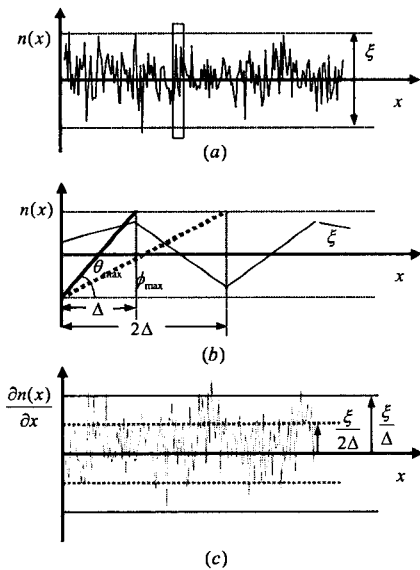 n(x)
ξ
x
(a)
n(x)
ξ
θmax
ϕmax
Δ
2Δ
x
(b)
∂n(x)/∂x
ξ/2Δ
ξ/Δ
x
(c)